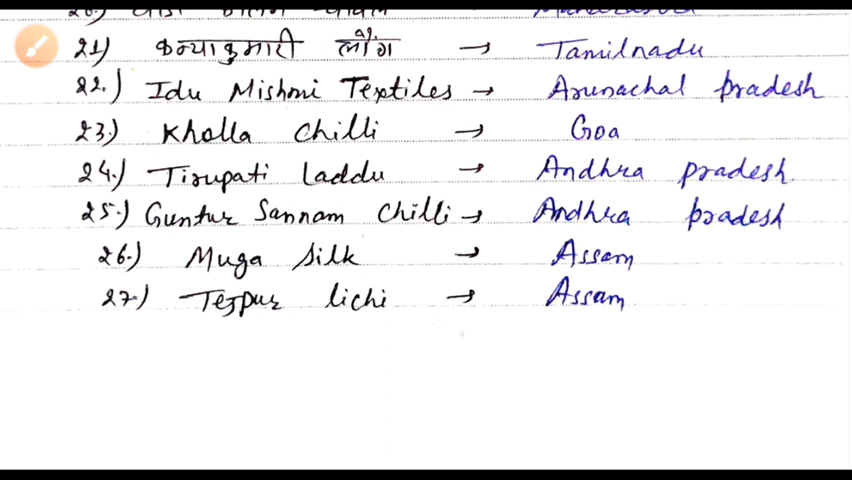 21) कन्याकुमारी लौंग → Tamilnadu
22.) Idu Mishmi Textiles → Arunachal pradesh
23.) Kholla chilli → Goa
24.) Tirupati Laddu → Andhra pradesh
25.) Guntur Sannam chilli → Andhra pradesh
26.) Muga silk → Assam
27.) Tezpur lichi → Assam